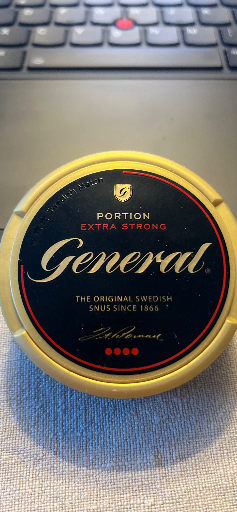 G
PORTION
EXTRA STRONG
General®
THE ORIGINAL SWEDISH
SNUS SINCE 1866